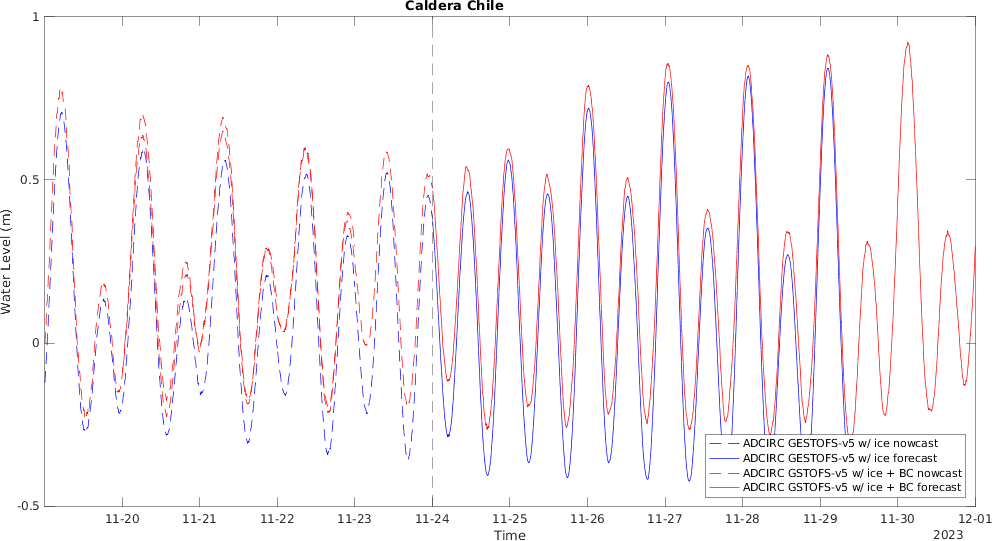 Caldera Chile
1
0.5
0
-0.5
Water Level (m)
ADCIRC GESTOFS-v5 w/ ice nowcast
ADCIRC GESTOFS-v5 w/ ice forecast
ADCIRC GSTOFS-v5 w/ ice + BC nowcast
ADCIRC GSTOFS-v5 w/ ice + BC forecast
11-20 11-21 11-22 11-23 11-24 11-25 11-26 11-27 11-28 11-29 11-30 12-01
Time
2023